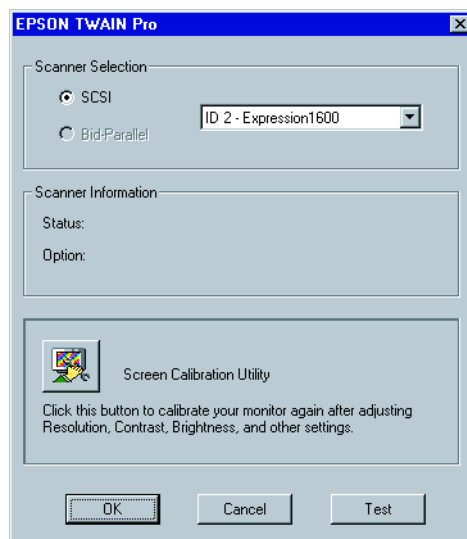 EPSON TWAIN Pro
Scanner Selection
SCSI
ID 2 - Expression1600
Bid-Parallel
Scanner Information
Status:
Option:
Screen Calibration Utility
Click this button to calibrate your monitor again after adjusting
Resolution, Contrast, Brightness, and other settings.
OK
Cancel
Test